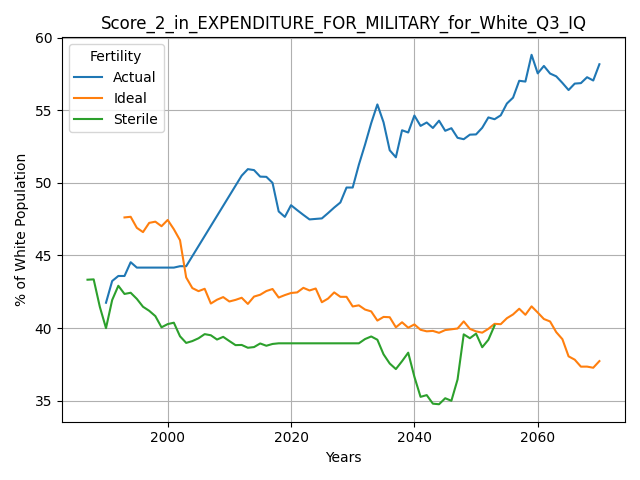 Score_2_in_EXPENDITURE_FOR_MILITARY_for_White_Q3_IQ
60
55
50
45
40
35
% of White Population
Fertility
Actual
Ideal
Sterile
2000 2020 2040 2060
Years